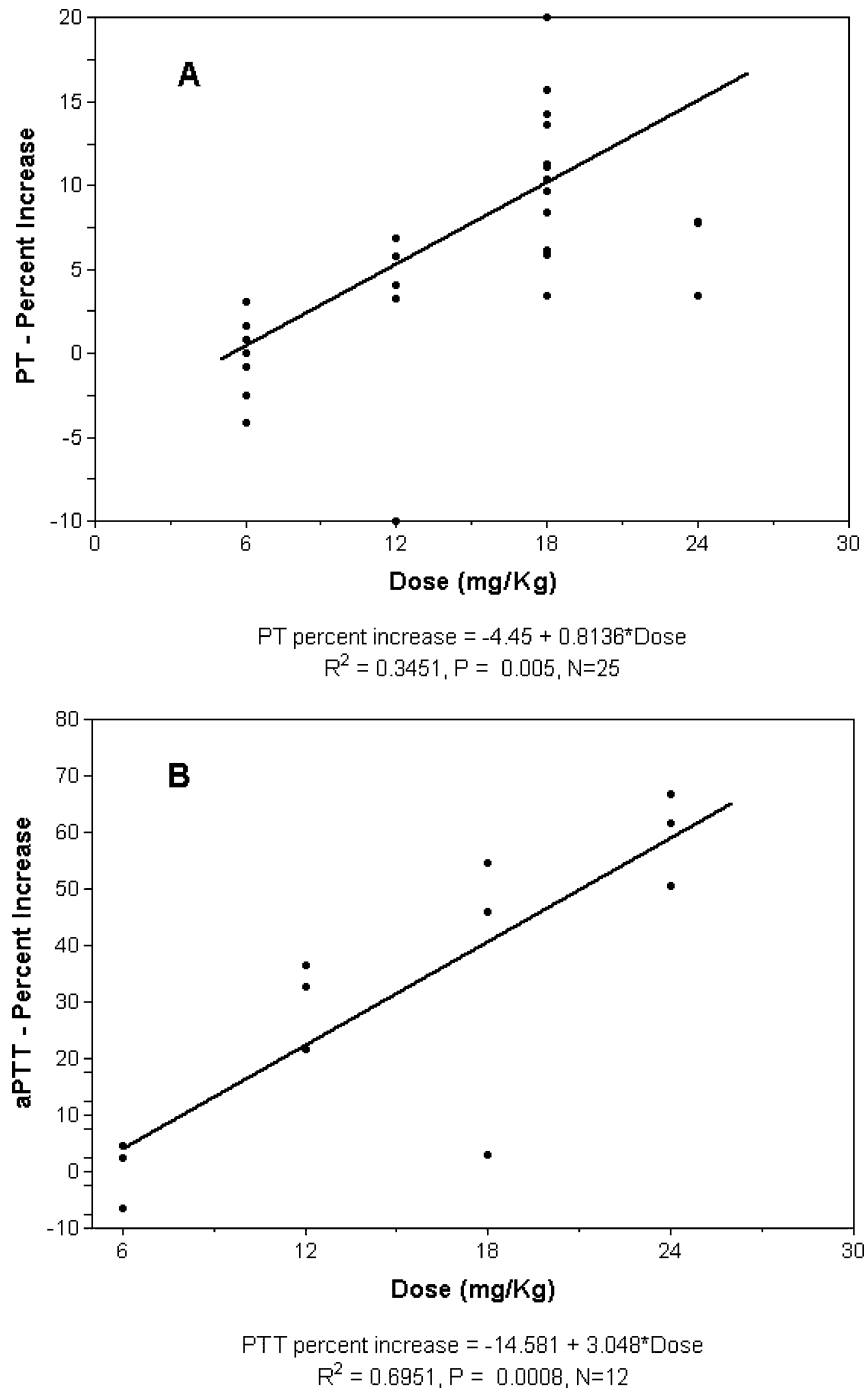 A
PT - Percent Increase
20
15
10
5
0
-5
-10
0 6 12 18 24 30
Dose (mg/Kg)
PT percent increase = -4.45 + 0.8136*Dose
R² = 0.3451, P = 0.005, N=25
B
aPTT - Percent Increase
80
70
60
50
40
30
20
10
0
-10
6 12 18 24 30
Dose (mg/Kg)
PTT percent increase = -14.581 + 3.048*Dose
R² = 0.6951, P = 0.0008, N=12